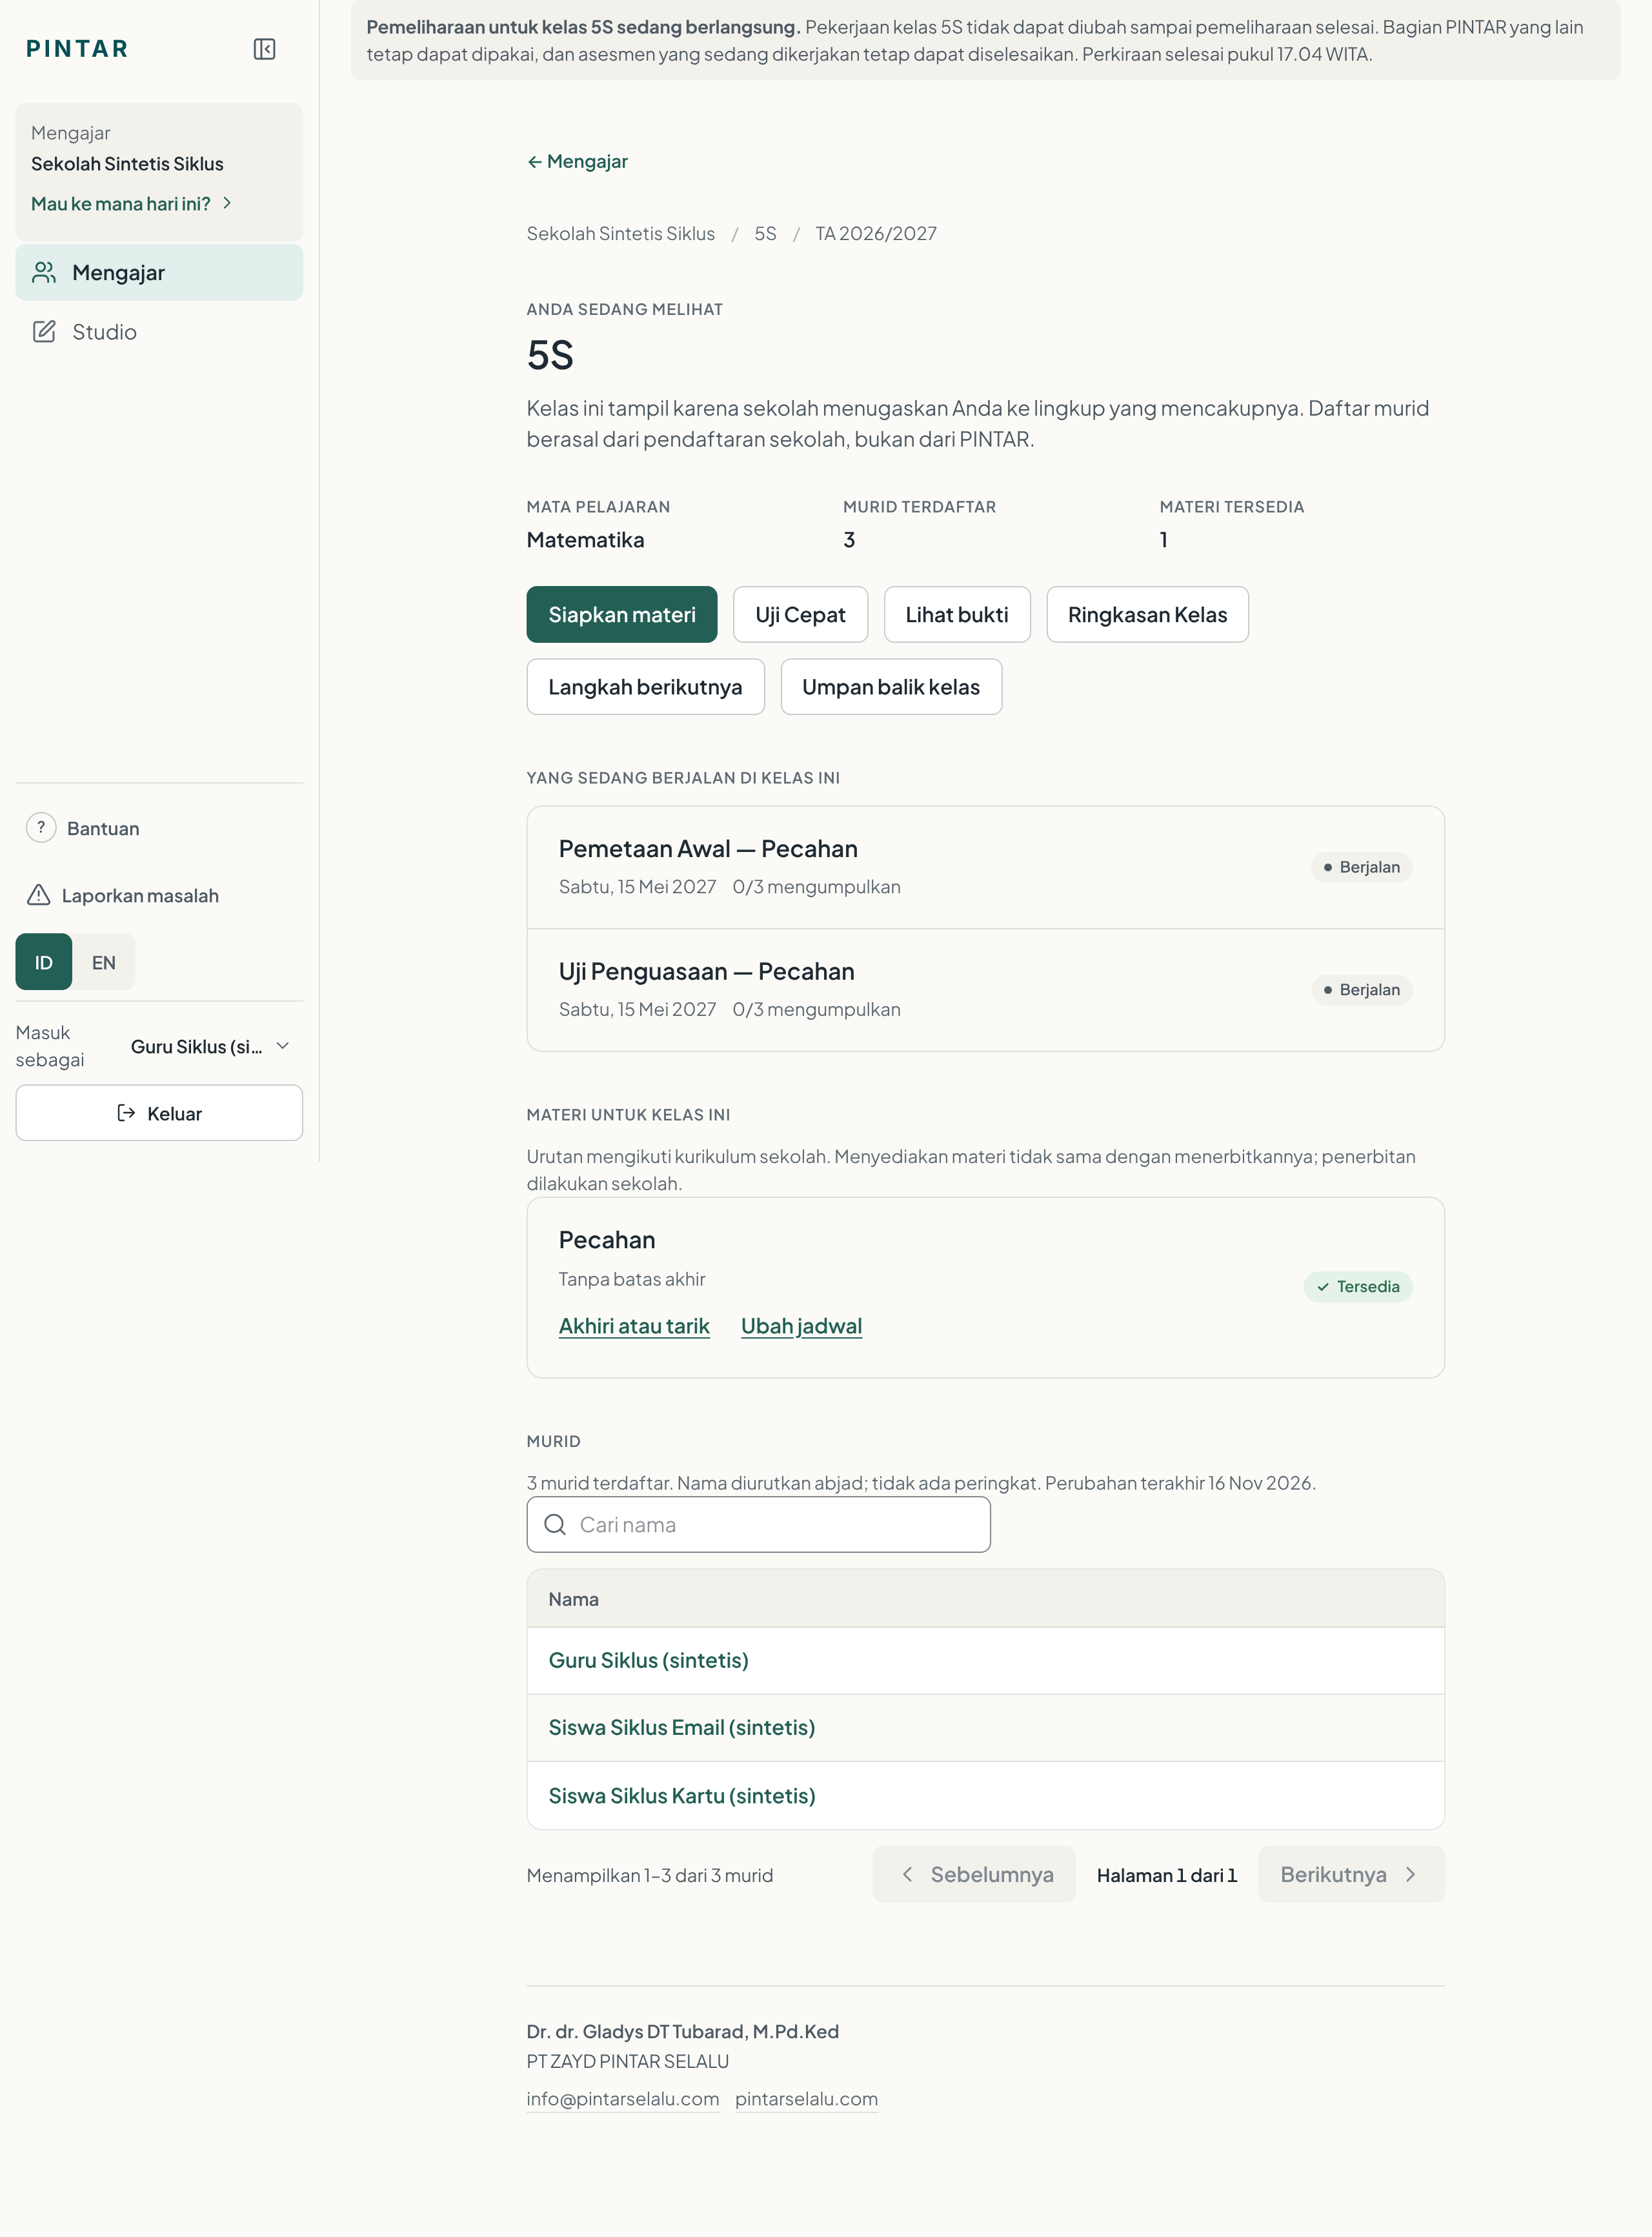 PINTAR
Mengajar
Sekolah Sintetis Siklus
Mau ke mana hari ini?
Mengajar
Studio
? Bantuan
Laporkan masalah
ID EN
Masuk
sebagai
Guru Siklus (si...
Keluar
Pemeliharaan untuk kelas 5S sedang berlangsung. Pekerjaan kelas 5S tidak dapat diubah sampai pemeliharaan selesai. Bagian PINTAR yang lain
tetap dapat dipakai, dan asesmen yang sedang dikerjakan tetap dapat diselesaikan. Perkiraan selesai pukul 17.04 WITA.
← Mengajar
Sekolah Sintetis Siklus / 5S / TA 2026/2027
ANDA SEDANG MELIHAT
5S
Kelas ini tampil karena sekolah menugaskan Anda ke lingkup yang mencakupnya. Daftar murid
berasal dari pendaftaran sekolah, bukan dari PINTAR.
MATA PELAJARAN MURID TERDAFTAR MATERI TERSEDIA
Matematika 3 1
Siapkan materi Uji Cepat Lihat bukti Ringkasan Kelas
Langkah berikutnya Umpan balik kelas
YANG SEDANG BERJALAN DI KELAS INI
Pemetaan Awal — Pecahan
Sabtu, 15 Mei 2027 0/3 mengumpulkan
Berjalan
Uji Penguasaan — Pecahan
Sabtu, 15 Mei 2027 0/3 mengumpulkan
Berjalan
MATERI UNTUK KELAS INI
Urutan mengikuti kurikulum sekolah. Menyediakan materi tidak sama dengan menerbitkannya; penerbitan
dilakukan sekolah.
Pecahan
Tanpa batas akhir
Tersedia
Akhiri atau tarik Ubah jadwal
MURID
3 murid terdaftar. Nama diurutkan abjad; tidak ada peringkat. Perubahan terakhir 16 Nov 2026.
Cari nama
Nama
Guru Siklus (sintetis)
Siswa Siklus Email (sintetis)
Siswa Siklus Kartu (sintetis)
Menampilkan 1–3 dari 3 murid Sebelumnya Halaman 1 dari 1 Berikutnya
Dr. dr. Gladys DT Tubarad, M.Pd.Ked
PT ZAYD PINTAR SELALU
info@pintarselalu.com pintarselalu.com